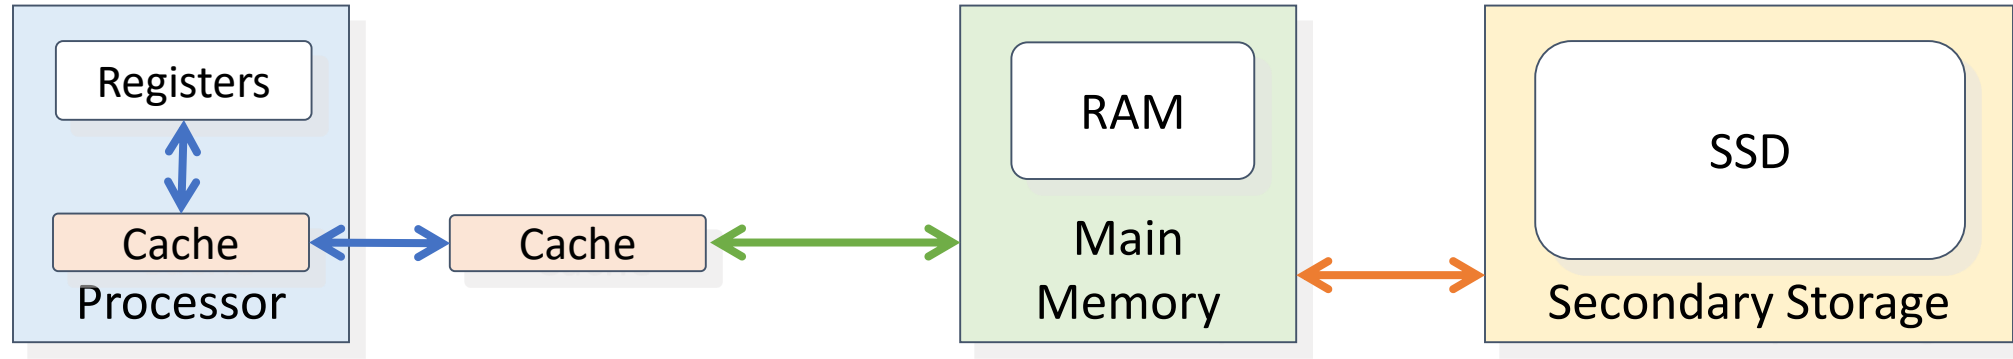 Registers
Cache
Processor
Cache
RAM
Main
Memory
SSD
Secondary Storage